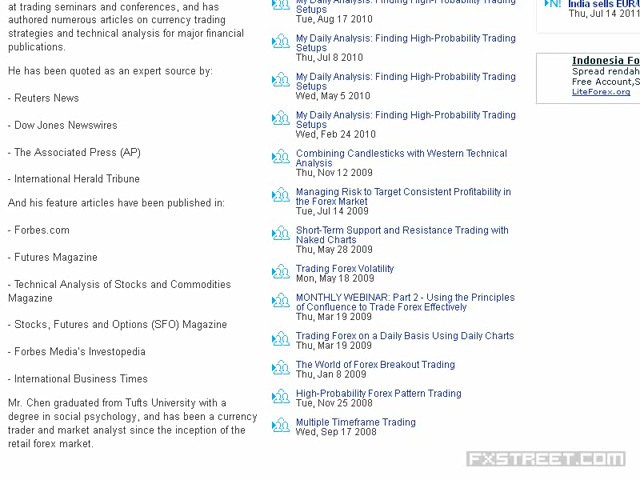 at trading seminars and conferences, and has
authored numerous articles on currency trading
strategies and technical analysis for major financial
publications.
He has been quoted as an expert source by:
- Reuters News
- Dow Jones Newswires
- The Associated Press (AP)
- International Herald Tribune
And his feature articles have been published in:
- Forbes.com
- Futures Magazine
- Technical Analysis of Stocks and Commodities
Magazine
- Stocks, Futures and Options (SFO) Magazine
- Forbes Media's Investopedia
- International Business Times
Mr. Chen graduated from Tufts University with a
degree in social psychology, and has been a currency
trader and market analyst since the inception of the
retail forex market.
My Daily Analysis: Finding High-Probability Trading
Setups
Tue, Aug 17 2010
My Daily Analysis: Finding High-Probability Trading
Setups
Thu, Jul 8 2010
My Daily Analysis: Finding High-Probability Trading
Setups
Wed, May 5 2010
My Daily Analysis: Finding High-Probability Trading
Setups
Wed, Feb 24 2010
Combining Candlesticks with Western Technical
Analysis
Thu, Nov 12 2009
Managing Risk to Target Consistent Profitability in
the Forex Market
Tue, Jul 14 2009
Short-Term Support and Resistance Trading with
Naked Charts
Thu, May 28 2009
Trading Forex Volatility
Mon, May 18 2009
MONTHLY WEBINAR: Part 2 - Using the Principles
of Confluence to Trade Forex Effectively
Thu, Mar 19 2009
Trading Forex on a Daily Basis Using Daily Charts
Thu, Mar 19 2009
The World of Forex Breakout Trading
Thu, Jan 8 2009
High-Probability Forex Pattern Trading
Tue, Nov 25 2008
Multiple Timeframe Trading
Wed, Sep 17 2008
N! India sells EUR/U
Thu, Jul 14 2011
Indonesia Fo
Spread rendah
Free Account,S
LiteForex.org
FXSTREET.COM